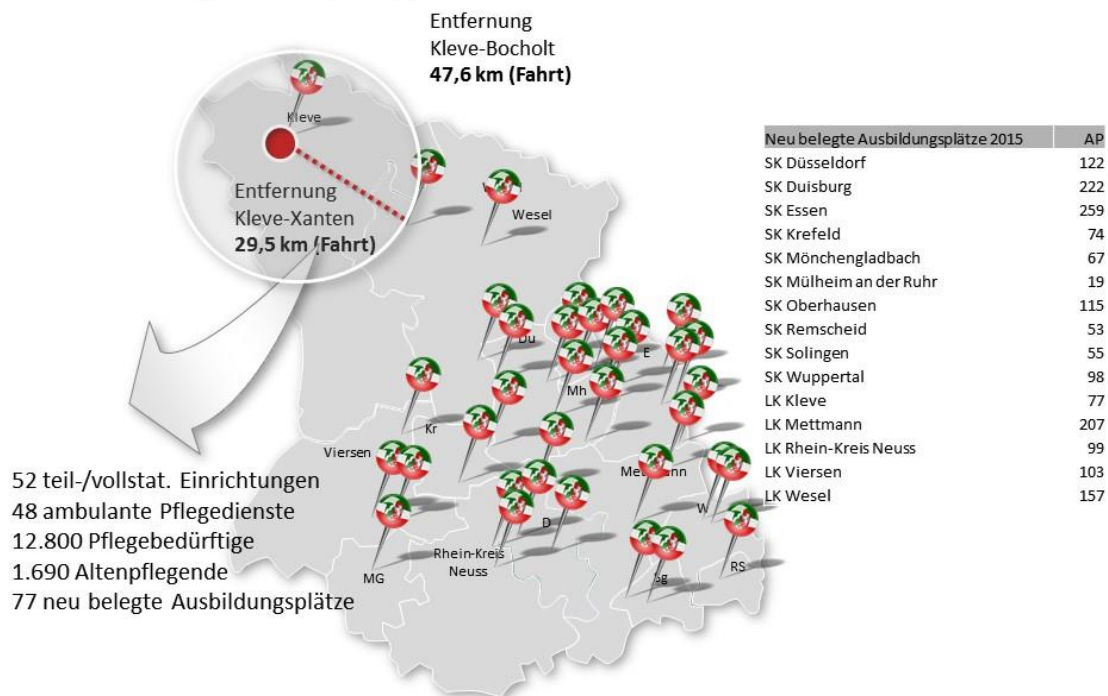 Entfernung
Kleve-Bocholt
47,6 km (Fahrt)
Kleve
Entfernung
Kleve-Xanten
29,5 km (Fahrt)
Wesel
Du
E
Mh
Kr
Viersen
Mettmann
W
D
Rhein-Kreis
Neuss
MG
Sg
RS
52 teil-/vollstat. Einrichtungen
48 ambulante Pflegedienste
12.800 Pflegebedürftige
1.690 Altenpflegende
77 neu belegte Ausbildungsplätze
Neu belegte Ausbildungsplätze 2015 AP
SK Düsseldorf 122
SK Duisburg 222
SK Essen 259
SK Krefeld 74
SK Mönchengladbach 67
SK Mülheim an der Ruhr 19
SK Oberhausen 115
SK Remscheid 53
SK Solingen 55
SK Wuppertal 98
LK Kleve 77
LK Mettmann 207
LK Rhein-Kreis Neuss 99
LK Viersen 103
LK Wesel 157